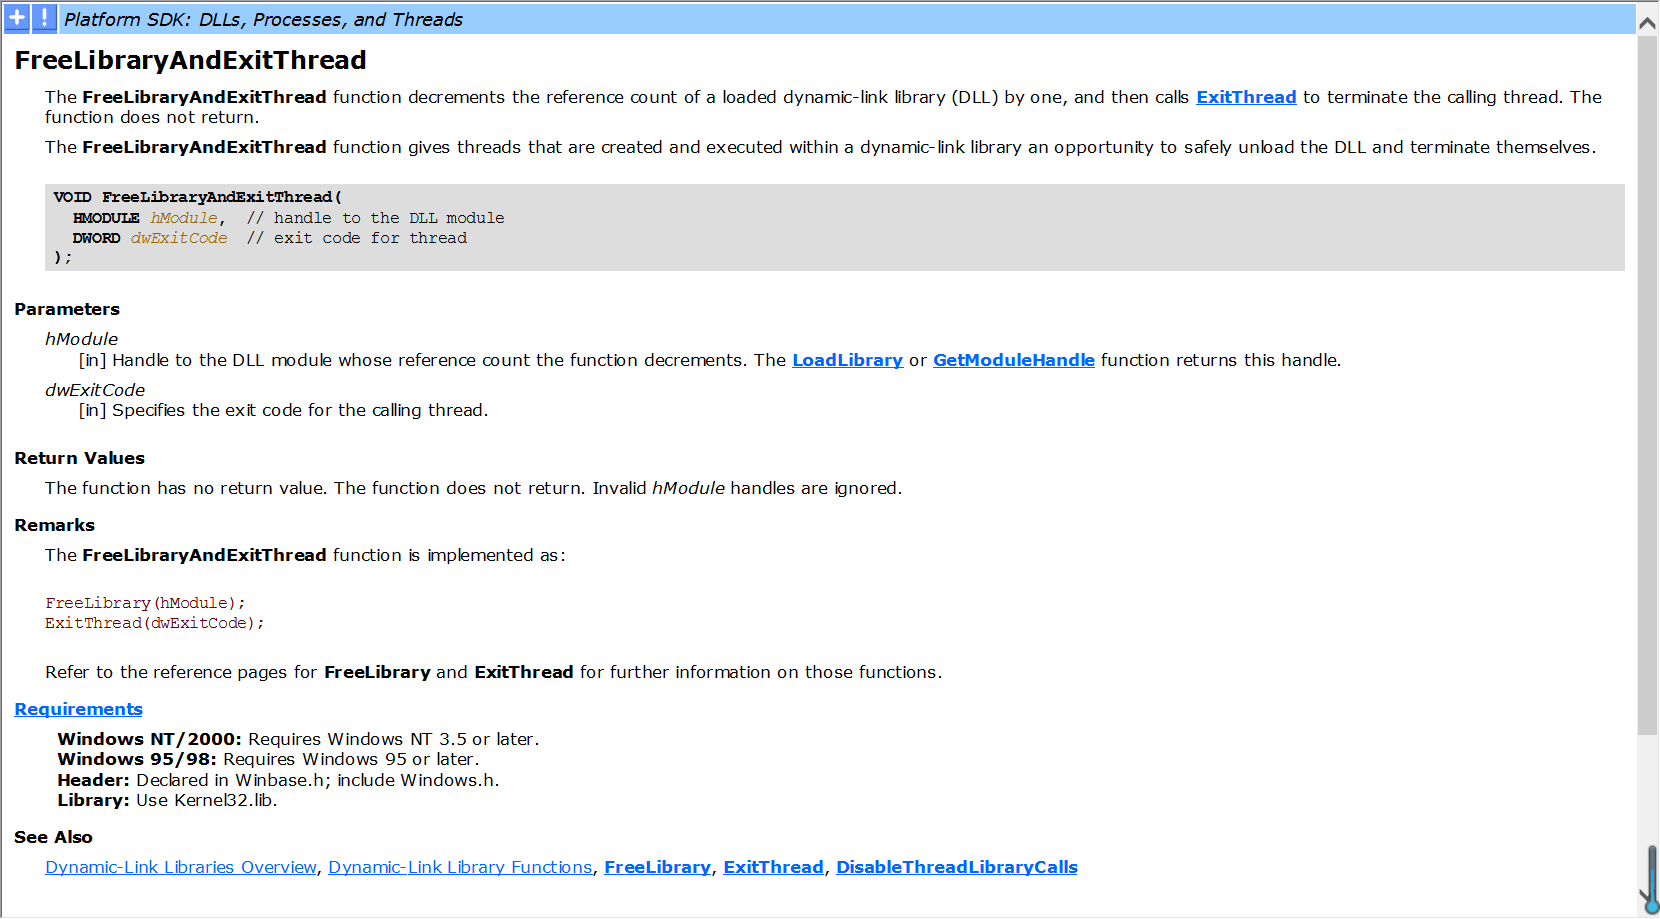 Platform SDK: DLLs, Processes, and Threads
FreeLibraryAndExitThread
The FreeLibraryAndExitThread function decrements the reference count of a loaded dynamic-link library (DLL) by one, and then calls ExitThread to terminate the calling thread. The
function does not return.
The FreeLibraryAndExitThread function gives threads that are created and executed within a dynamic-link library an opportunity to safely unload the DLL and terminate themselves.
VOID FreeLibraryAndExitThread(
  HMODULE hModule,  // handle to the DLL module
  DWORD dwExitCode  // exit code for thread
);
Parameters
hModule
[in] Handle to the DLL module whose reference count the function decrements. The LoadLibrary or GetModuleHandle function returns this handle.
dwExitCode
[in] Specifies the exit code for the calling thread.
Return Values
The function has no return value. The function does not return. Invalid hModule handles are ignored.
Remarks
The FreeLibraryAndExitThread function is implemented as:
FreeLibrary(hModule);
ExitThread(dwExitCode);
Refer to the reference pages for FreeLibrary and ExitThread for further information on those functions.
Requirements
Windows NT/2000: Requires Windows NT 3.5 or later.
Windows 95/98: Requires Windows 95 or later.
Header: Declared in Winbase.h; include Windows.h.
Library: Use Kernel32.lib.
See Also
Dynamic-Link Libraries Overview, Dynamic-Link Library Functions, FreeLibrary, ExitThread, DisableThreadLibraryCalls